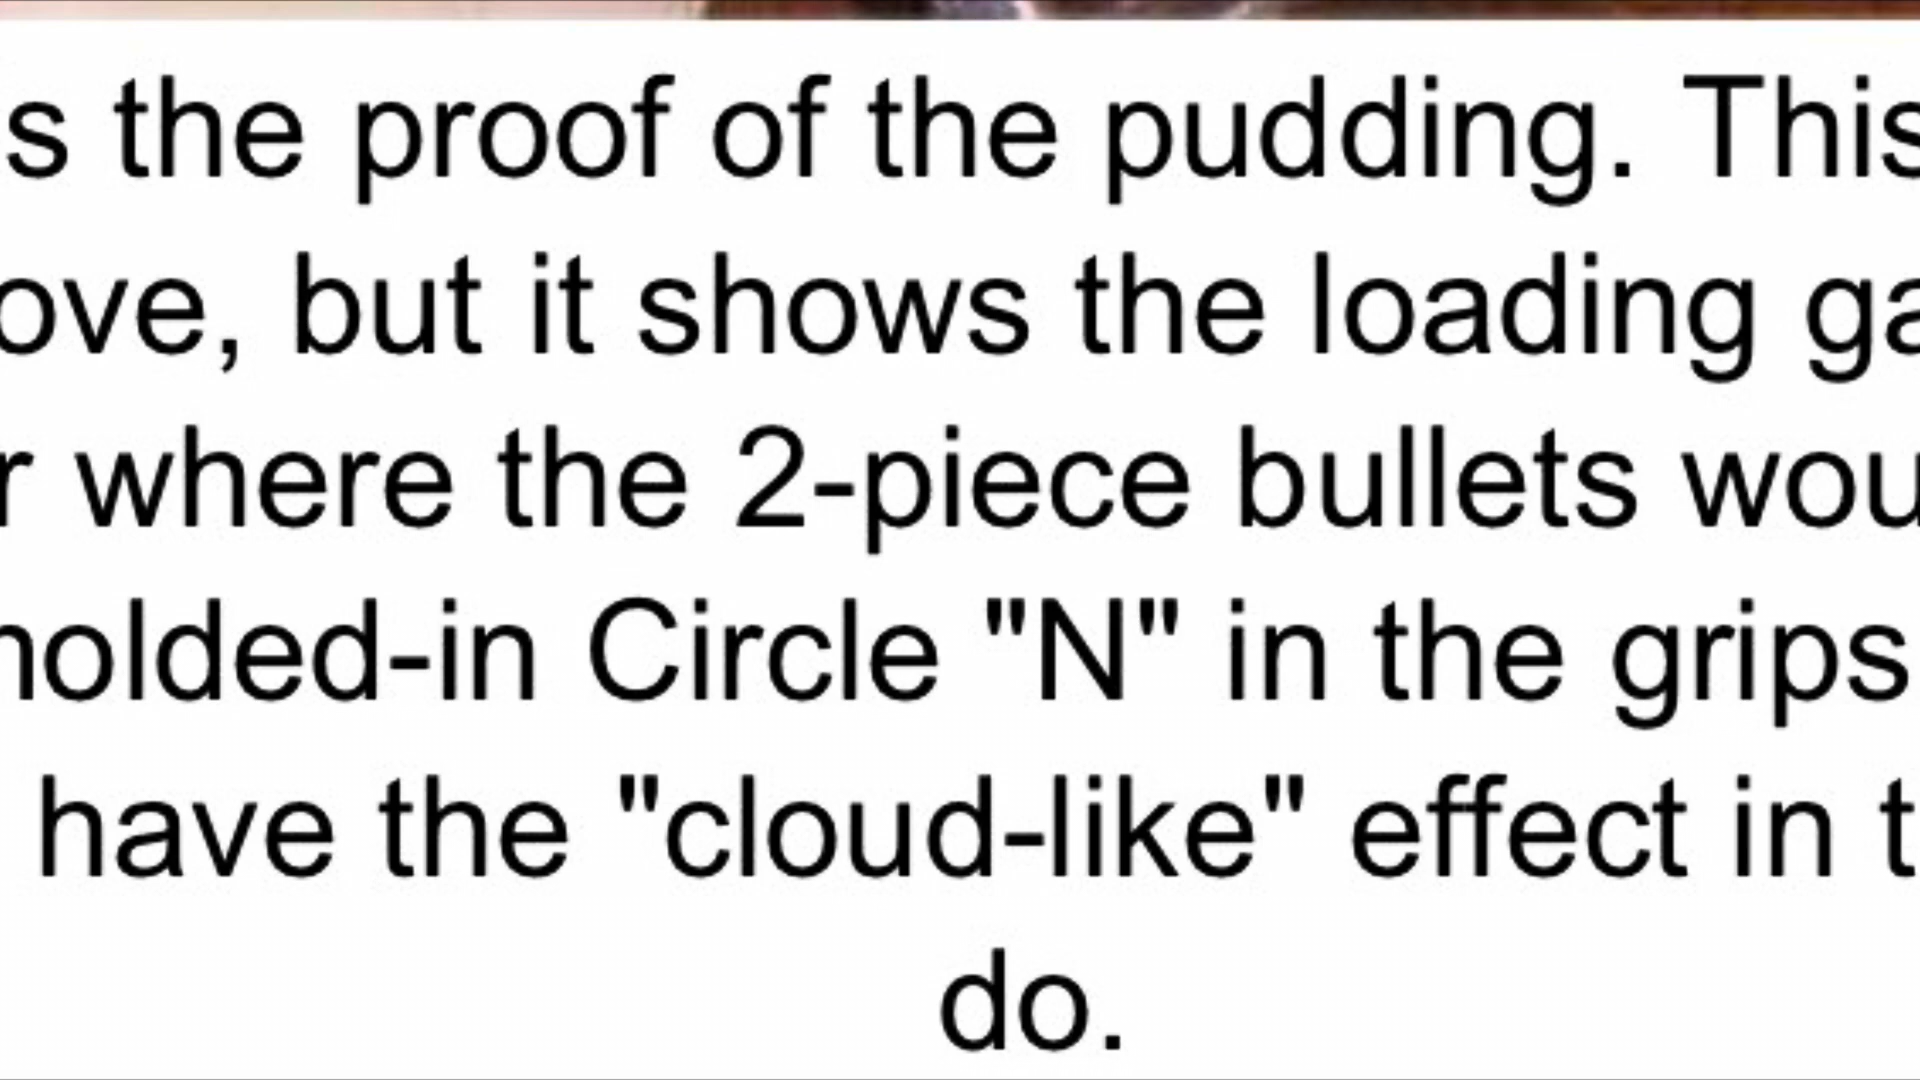 s the proof of the pudding. This
ove, but it shows the loading ga
r where the 2-piece bullets wou
nolded-in Circle "N" in the grips
have the "cloud-like" effect in t
do.